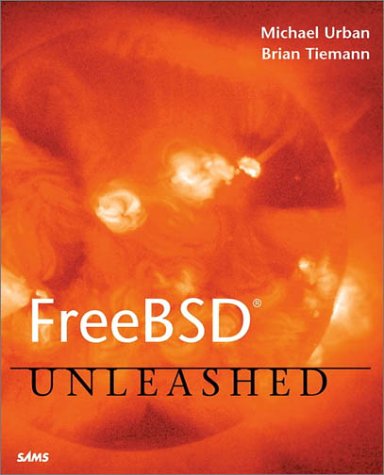 Michael Urban
Brian Tiemann
FreeBSD®
UNLEASHED
SAMS